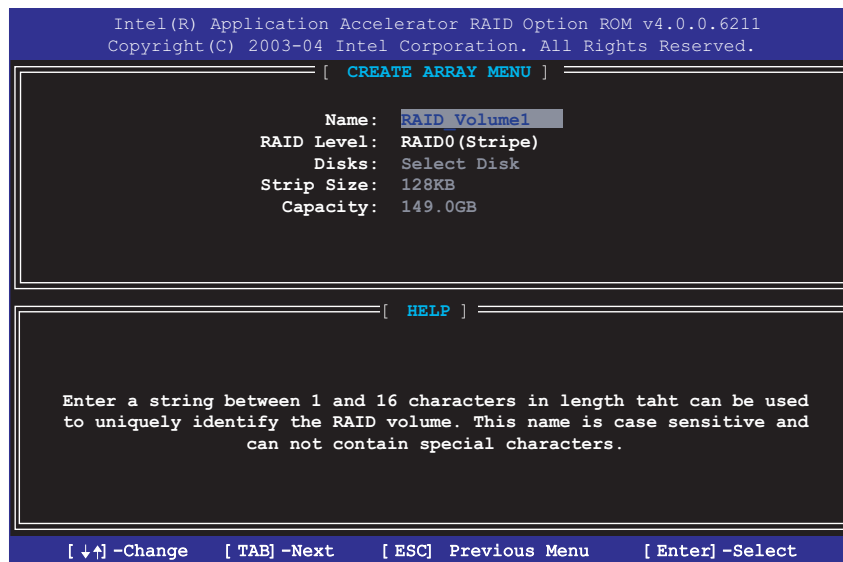 Intel(R) Application Accelerator RAID Option ROM v4.0.0.6211
Copyright(C) 2003-04 Intel Corporation. All Rights Reserved.
[ CREATE ARRAY MENU ]
Name: RAID_Volume1
RAID Level: RAID0(Stripe)
Disks: Select Disk
Strip Size: 128KB
Capacity: 149.0GB
[ HELP ]
Enter a string between 1 and 16 characters in length taht can be used
to uniquely identify the RAID volume. This name is case sensitive and
can not contain special characters.
[↓↑]-Change [TAB]-Next [ESC] Previous Menu [Enter]-Select